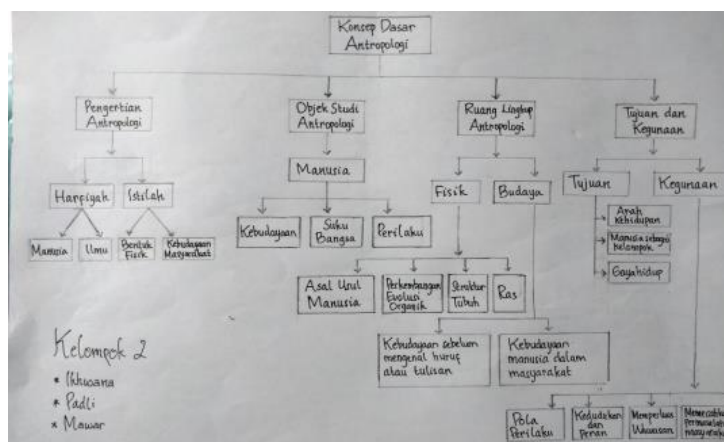 Konsep Dasar
Antropologi
Pengertian
Antropologi
Objek Studi
Antropologi
Ruang Lingkup
Antropologi
Tujuan dan
Kegunaan
Harfiyah
Istilah
Manusia
Fisik
Budaya
Tujuan
Kegunaan
Manusia
Ilmu
Bentuk
Fisik
Kebudayaan
Masyarakat
Kebudayaan
Suku
Bangsa
Perilaku
Arah
Kehidupan
Manusia sebagai
kelompok
Gaya hidup
Asal Usul
Manusia
Perkembangan
Evolusi
Organik
Struktur
Tubuh
Ras
Kebudayaan sebelum
mengenal huruf
atau tulisan
Kebudayaan
manusia dalam
masyarakat
Pola
Perilaku
Kedudukan
dan
Peran
Memperluas
Wawasan
Kelompok 2
* Ikhwana
* Padli
* Mawar